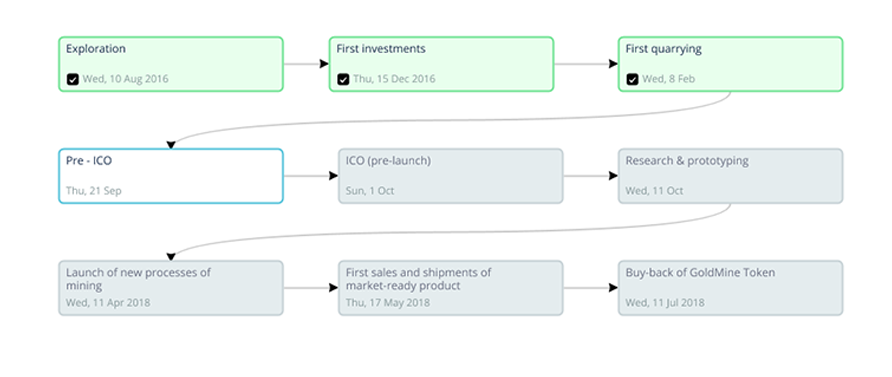 Exploration
Wed, 10 Aug 2016
First investments
Thu, 15 Dec 2016
First quarrying
Wed, 8 Feb
Pre - ICO
Thu, 21 Sep
ICO (pre-launch)
Sun, 1 Oct
Research & prototyping
Wed, 11 Oct
Launch of new processes of
mining
Wed, 11 Apr 2018
First sales and shipments of
market-ready product
Thu, 17 May 2018
Buy-back of GoldMine Token
Wed, 11 Jul 2018